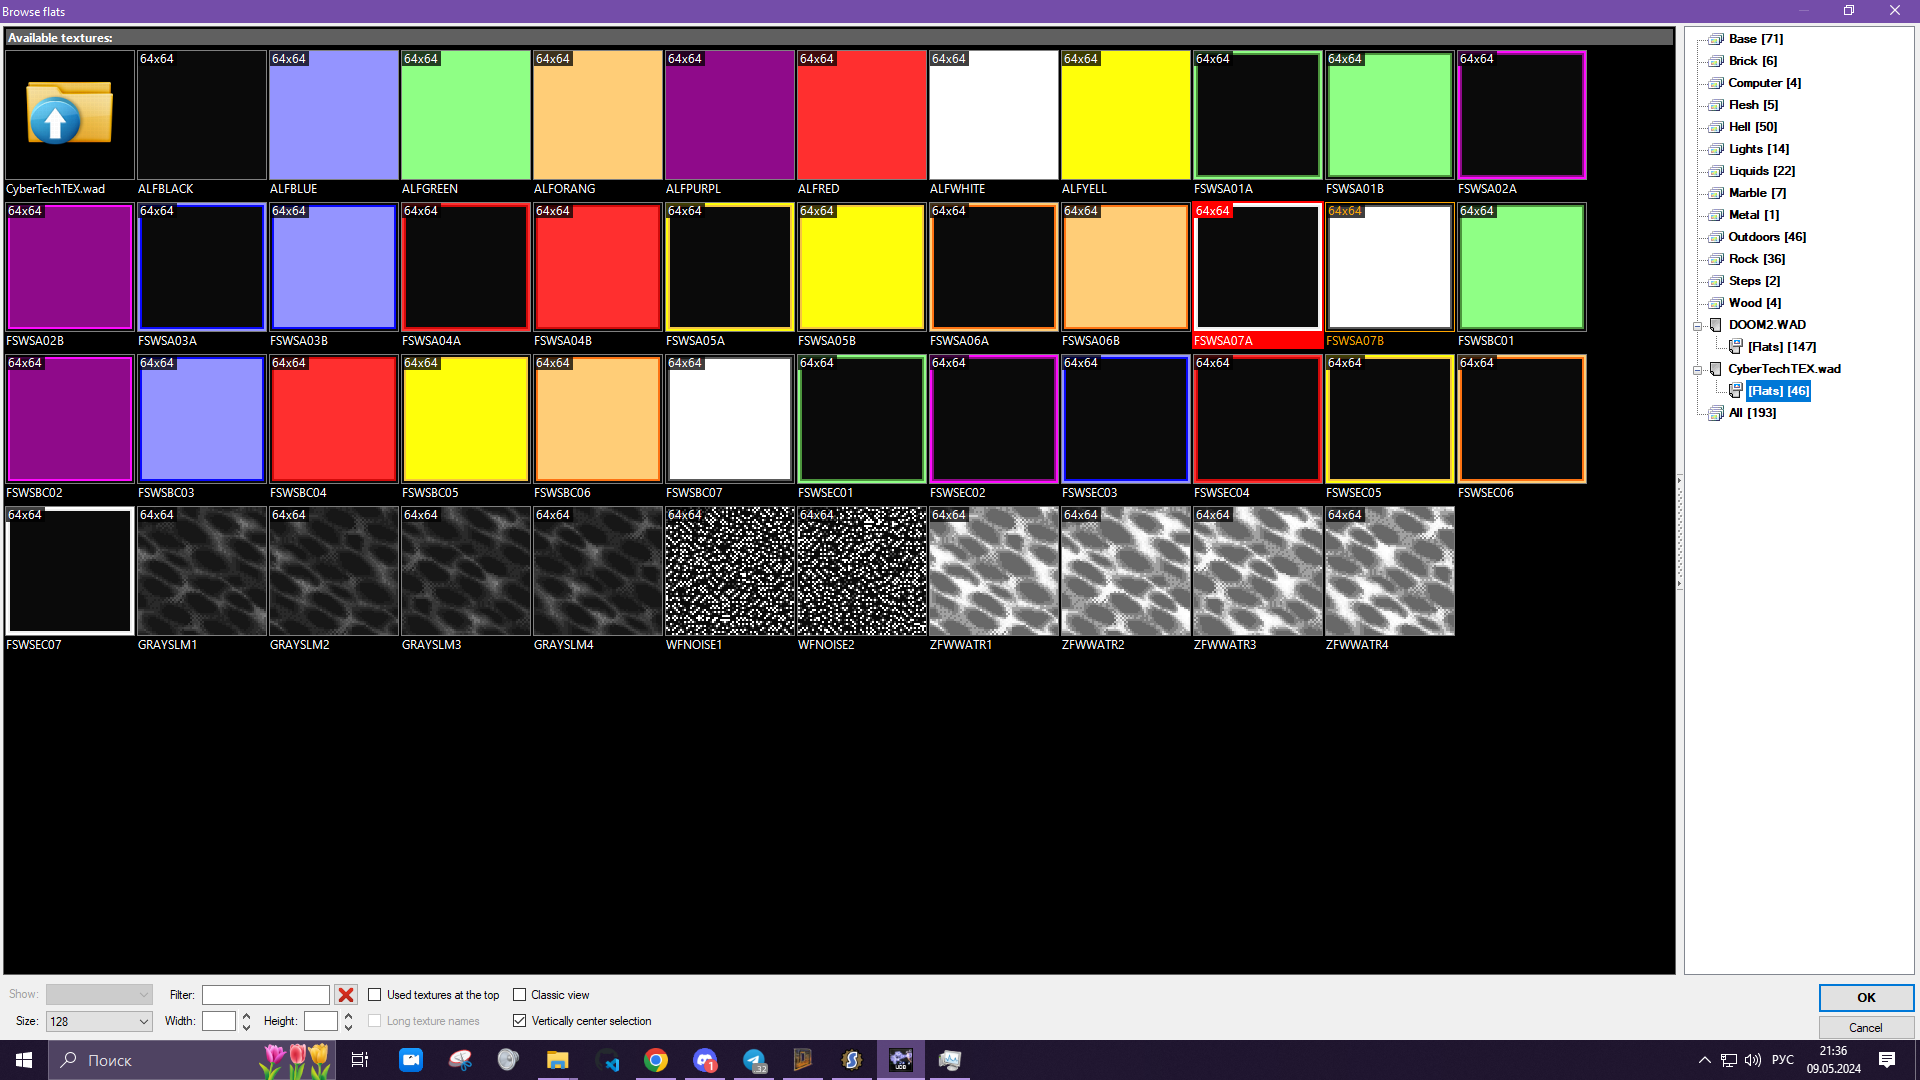 Browse flats
Available textures:
64x64 64x64 64x64 64x64 64x64 64x64 64x64 64x64 64x64 64x64 64x64
CyberTechTEX.wad ALFBLACK ALFBLUE ALFGREEN ALFORANG ALFPURPL ALFRED ALFWHITE ALFYELL FSWSA01A FSWSA01B FSWSA02A
64x64 64x64 64x64 64x64 64x64 64x64 64x64 64x64 64x64 64x64 64x64 64x64
FSWSA02B FSWSA03A FSWSA03B FSWSA04A FSWSA04B FSWSA05A FSWSA05B FSWSA06A FSWSA06B FSWSA07A FSWSA07B FSWSBC01
64x64 64x64 64x64 64x64 64x64 64x64 64x64 64x64 64x64 64x64 64x64 64x64
FSWSBC02 FSWSBC03 FSWSBC04 FSWSBC05 FSWSBC06 FSWSBC07 FSWSEC01 FSWSEC02 FSWSEC03 FSWSEC04 FSWSEC05 FSWSEC06
64x64 64x64 64x64 64x64 64x64 64x64 64x64 64x64 64x64 64x64 64x64
FSWSEC07 GRAYSLM1 GRAYSLM2 GRAYSLM3 GRAYSLM4 WFNOISE1 WFNOISE2 ZFWWATR1 ZFWWATR2 ZFWWATR3 ZFWWATR4
Base [71]
Brick [6]
Computer [4]
Flesh [5]
Hell [50]
Lights [14]
Liquids [22]
Marble [7]
Metal [1]
Outdoors [46]
Rock [36]
Steps [2]
Wood [4]
DOOM2.WAD
[Flats] [147]
CyberTechTEX.wad
[Flats] [46]
All [193]
Show: Filter: Used textures at the top Classic view
Size: 128 Width: Height: Long texture names Vertically center selection
OK
Cancel
Поиск
1
32
UDB
РУС
21:36
09.05.2024